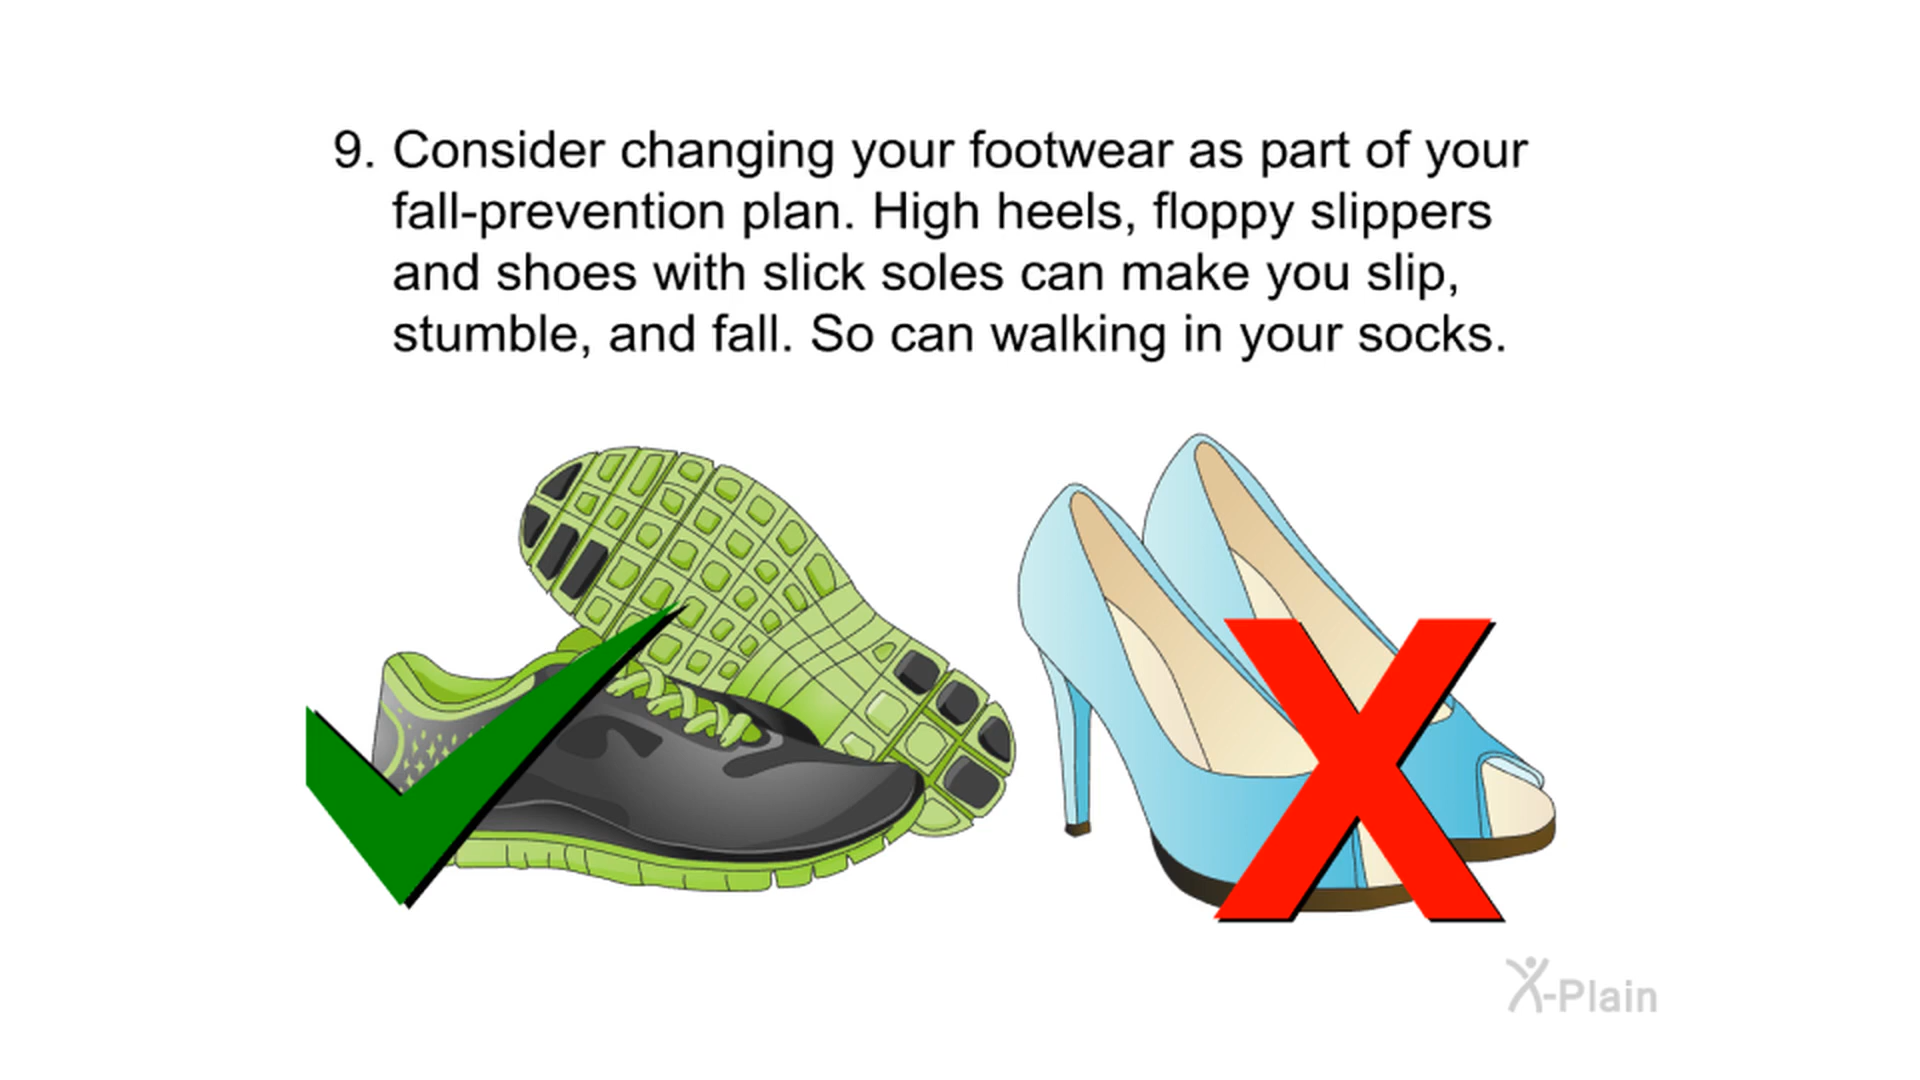 9. Consider changing your footwear as part of your
fall-prevention plan. High heels, floppy slippers
and shoes with slick soles can make you slip,
stumble, and fall. So can walking in your socks.
X-Plain